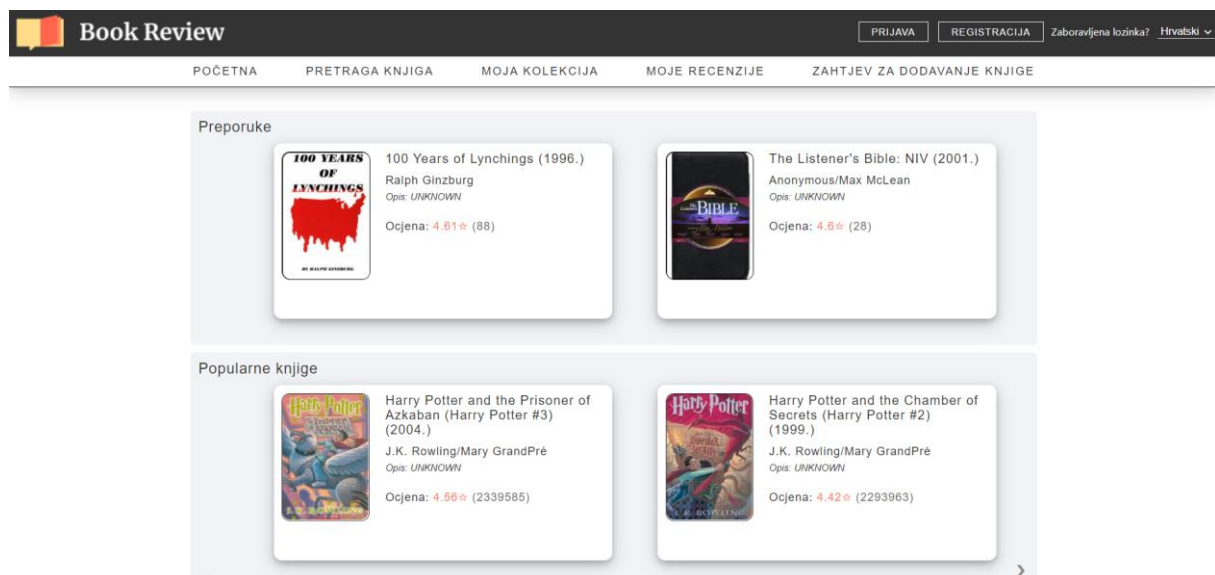 Book Review
PRIJAVA REGISTRACIJA Zaboravljena lozinka? Hrvatski
POČETNA PRETRAGA KNJIGA MOJA KOLEKCIJA MOJE RECENZIJE ZAHTJEV ZA DODAVANJE KNJIGE
Preporuke
100 YEARS
OF
LYNCHINGS
BY RALPH GINZBURG
100 Years of Lynchings (1996.)
Ralph Ginzburg
Opis: UNKNOWN
Ocjena: 4.61☆ (88)
BIBLE
The Listener's Bible: NIV (2001.)
Anonymous/Max McLean
Opis: UNKNOWN
Ocjena: 4.6☆ (28)
Popularne knjige
Harry Potter
J.K. ROWLING
Harry Potter and the Prisoner of
Azkaban (Harry Potter #3)
(2004.)
J.K. Rowling/Mary GrandPré
Opis: UNKNOWN
Ocjena: 4.56☆ (2339585)
Harry Potter
J.K. ROWLING
Harry Potter and the Chamber of
Secrets (Harry Potter #2)
(1999.)
J.K. Rowling/Mary GrandPré
Opis: UNKNOWN
Ocjena: 4.42☆ (2293963)